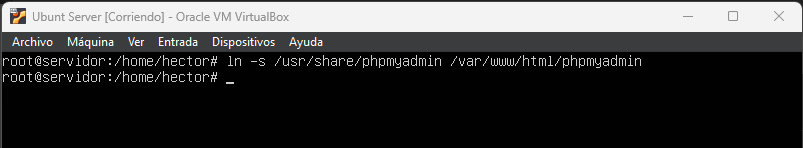 Ubunt Server [Corriendo] - Oracle VM VirtualBox
Archivo Máquina Ver Entrada Dispositivos Ayuda
root@servidor:/home/hector# ln -s /usr/share/phpmyadmin /var/www/html/phpmyadmin
root@servidor:/home/hector# _